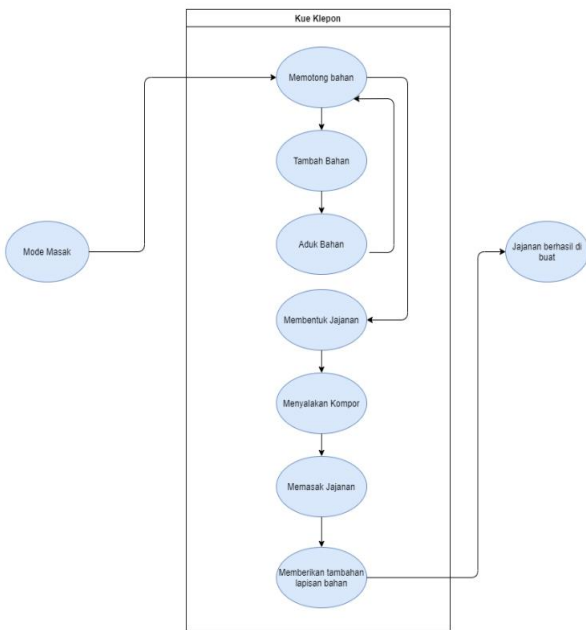 Kue Klepon
Memotong bahan
Tambah Bahan
Aduk Bahan
Mode Masak
Jajanan berhasil di
buat
Membentuk Jajanan
Menyalakan Kompor
Memasak Jajanan
Memberikan tambahan
lapisan bahan